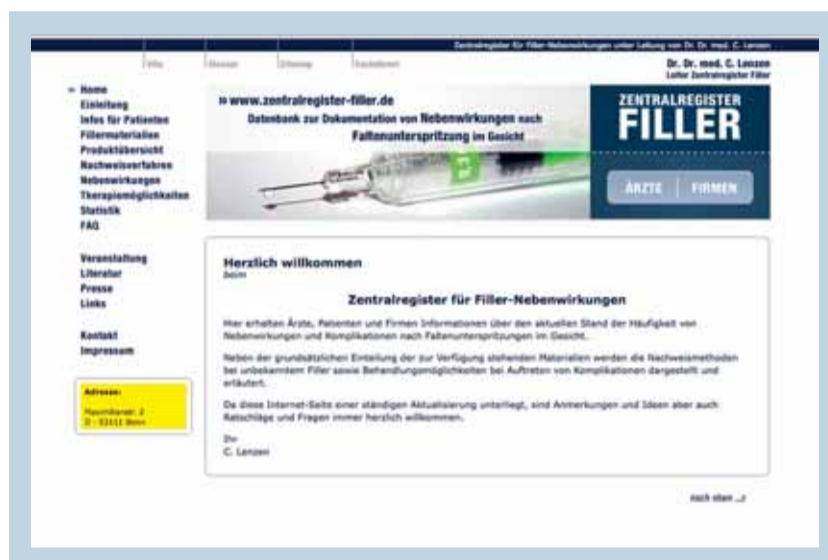 Zentralregister für Filler-Nebenwirkungen unter Leitung von Dr. Dr. med. C. Lenzen
Vita
Glossar
Sitemap
Dr. Dr. med. C. Lenzen
Leiter Zentralregister Filler
» Home
Einleitung
Infos für Patienten
Fillermaterialien
Produktübersicht
Nachweisverfahren
Nebenwirkungen
Therapiemöglichkeiten
Statistik
FAQ
Veranstaltung
Literatur
Presse
Links
Kontakt
Impressum
Adresse:
Maximilianstr. 2
D - 53111 Bonn
» www.zentralregister-filler.de
Datenbank zur Dokumentation von Nebenwirkungen nach
Faltenunterspritzung im Gesicht
ZENTRALREGISTER
FILLER
ÄRZTE | FIRMEN
Herzlich willkommen
beim
Zentralregister für Filler-Nebenwirkungen
Hier erhalten Ärzte, Patienten und Firmen Informationen über den aktuellen Stand der Häufigkeit von
Nebenwirkungen und Komplikationen nach Faltenunterspritzungen im Gesicht.
Neben der grundsätzlichen Einteilung der zur Verfügung stehenden Materialien werden die Nachweismethoden
bei unbekanntem Filler sowie Behandlungsmöglichkeiten bei Auftreten von Komplikationen dargestellt und
erläutert.
Da diese Internet-Seite einer ständigen Aktualisierung unterliegt, sind Anmerkungen und Ideen aber auch
Ratschläge und Fragen immer herzlich willkommen.
Ihr
C. Lenzen
nach oben